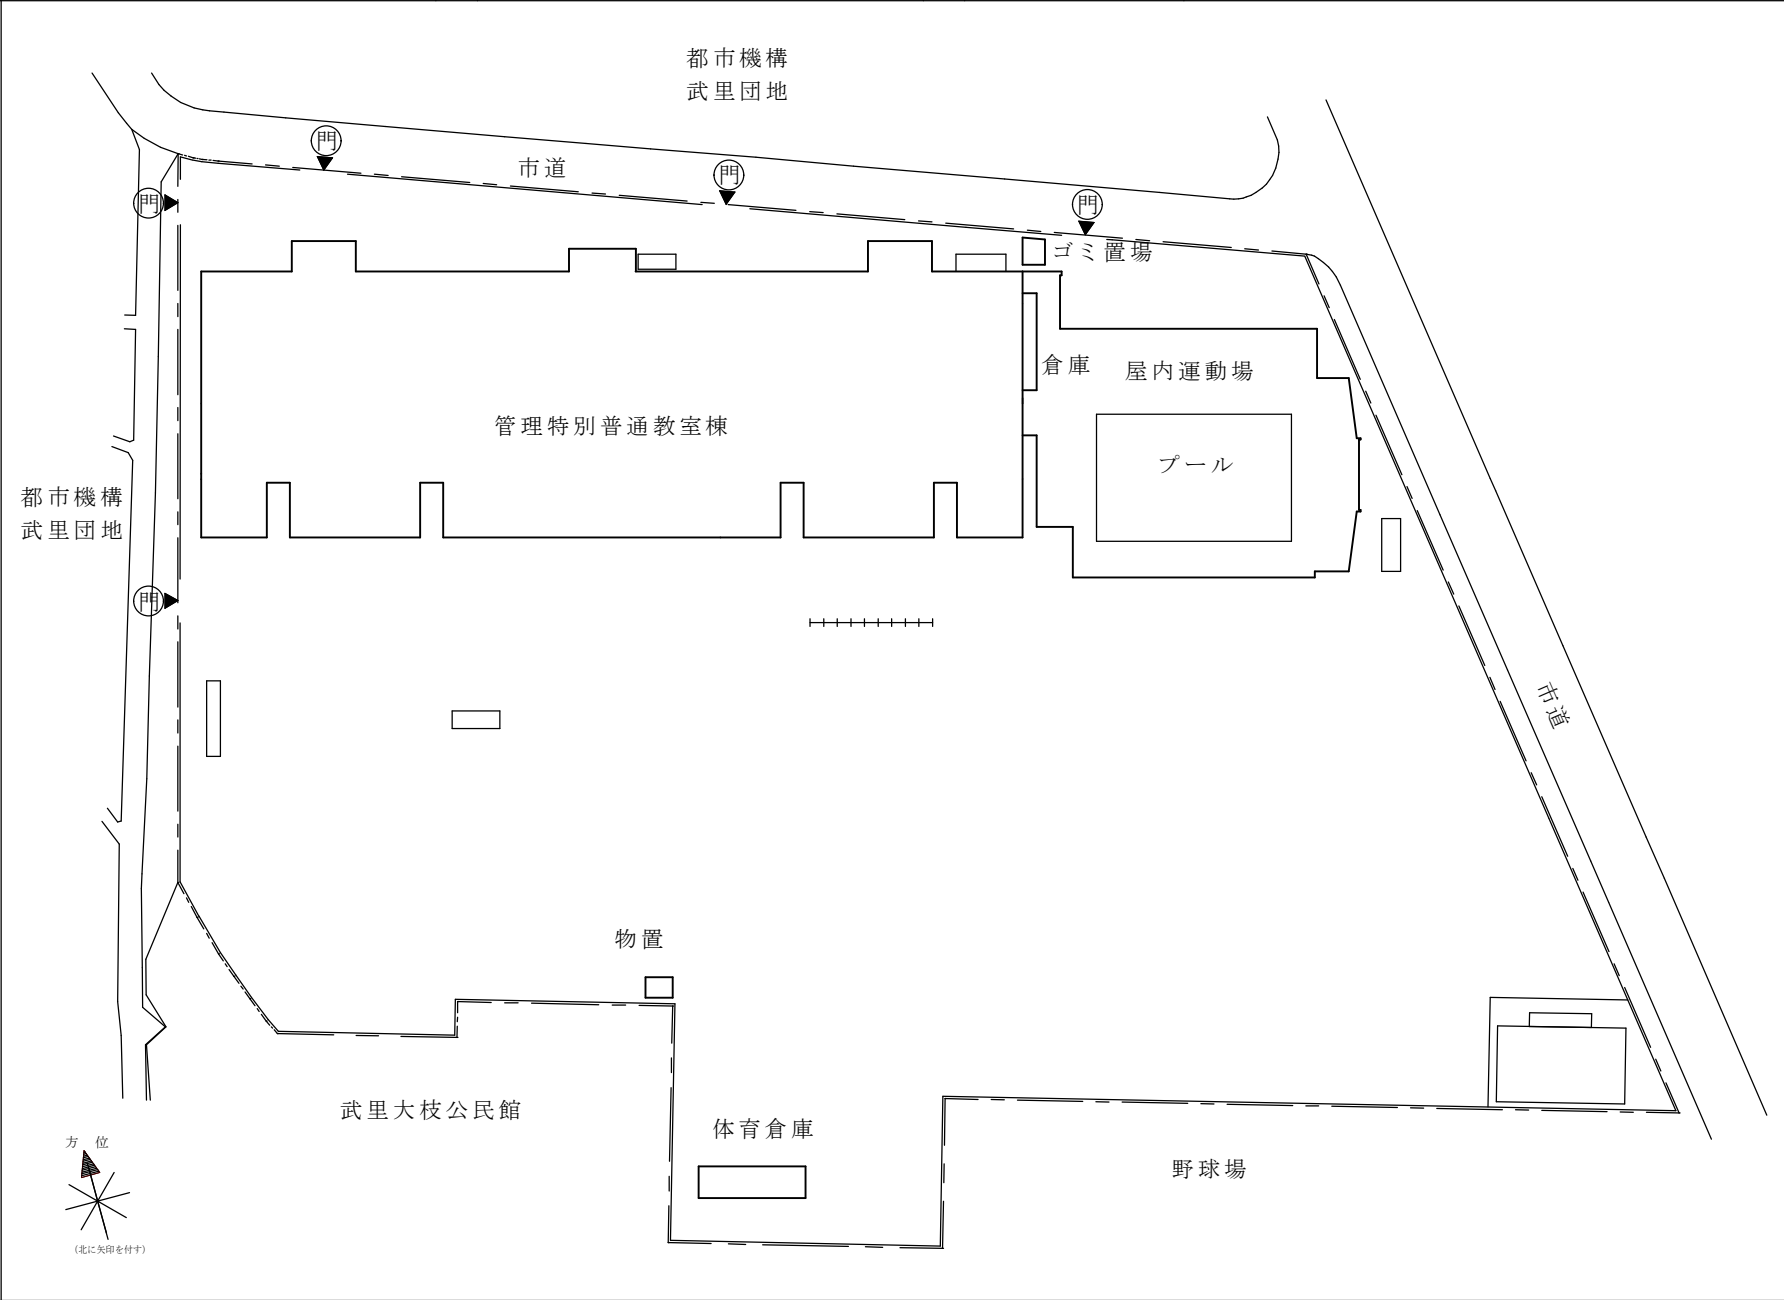 都市機構
武里団地
門
市道
門
門
門
ゴミ置場
倉庫
屋内運動場
管理特別普通教室棟
プール
都市機構
武里団地
門
市道
物置
武里大枝公民館
体育倉庫
野球場
方 位
(北に矢印を付す)